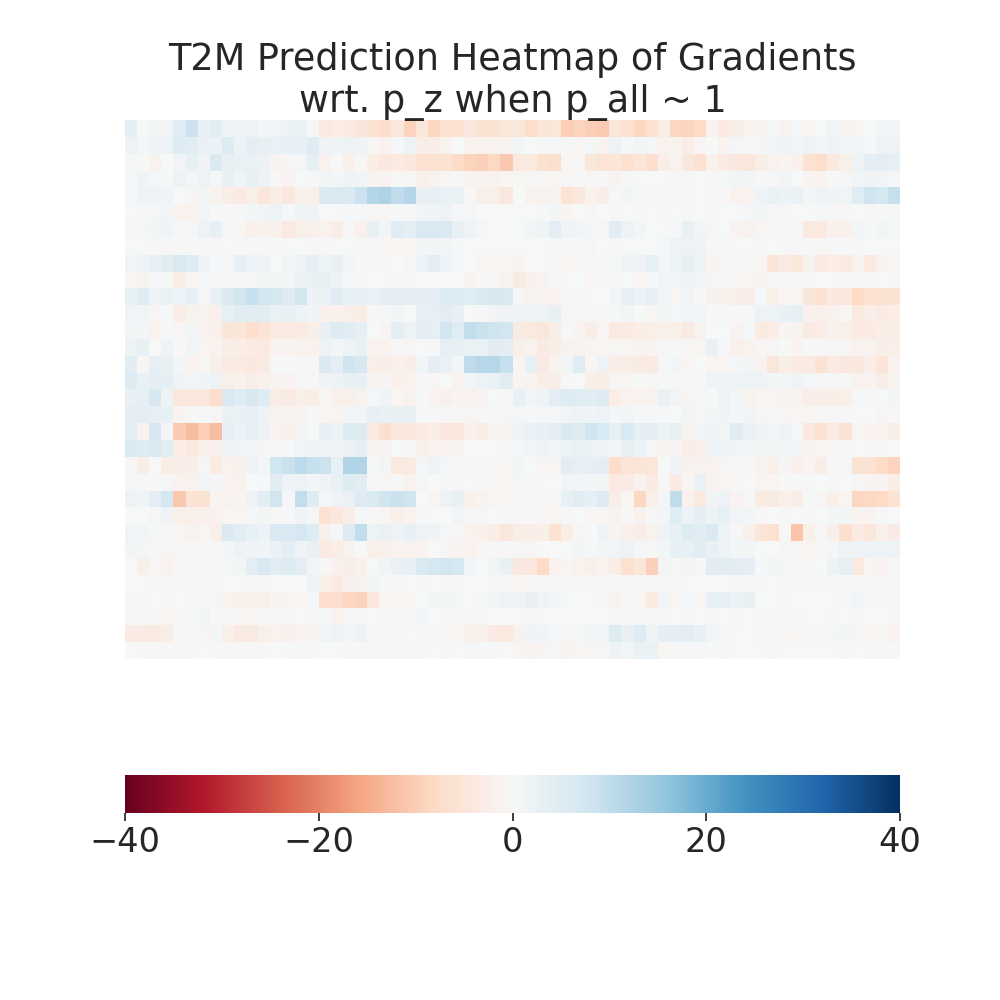 T2M Prediction Heatmap of Gradients
wrt. p_z when p_all ~ 1
−40 −20 0 20 40